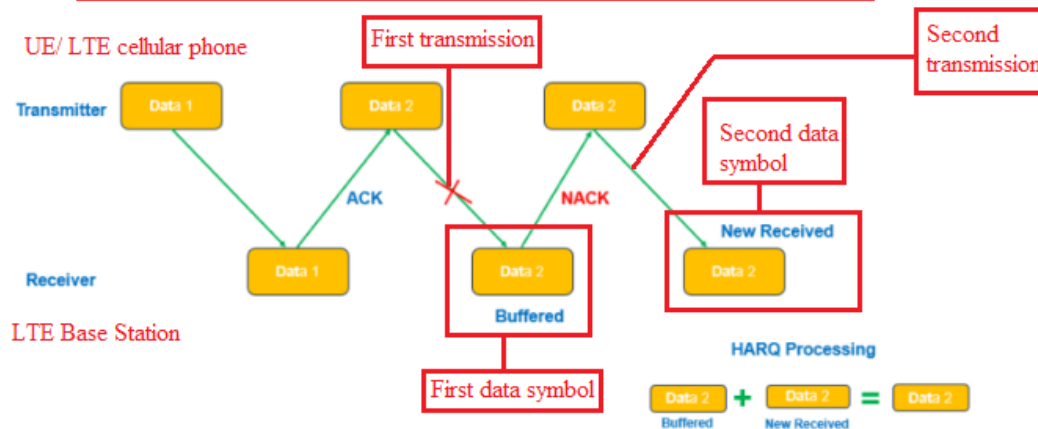 UE/ LTE cellular phone
First transmission
Second
transmission
Transmitter
Data 1
Data 2
Data 2
Second data
symbol
ACK
NACK
New Received
Receiver
Data 1
Data 2
Data 2
Buffered
LTE Base Station
HARQ Processing
First data symbol
Data 2 + Data 2 = Data 2
Buffered
New Received